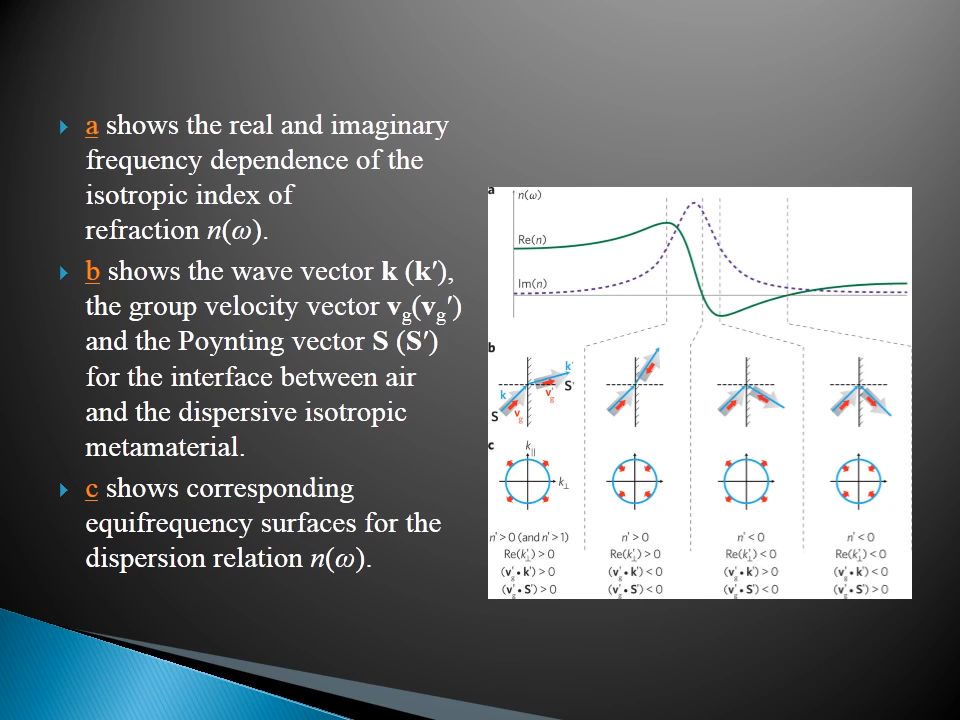 a shows the real and imaginary
frequency dependence of the
isotropic index of
refraction n(ω).
b shows the wave vector k (k′),
the group velocity vector vg(vg′)
and the Poynting vector S (S′)
for the interface between air
and the dispersive isotropic
metamaterial.
c shows corresponding
equifrequency surfaces for the
dispersion relation n(ω).
a
n(ω)
Re(n)
Im(n)
b
k
vg
S
k′
v′g
S′
c
k||
k⊥
n′ > 0 (and n′ > 1)
Re(k′⊥) > 0
(v′g • k′) > 0
(v′g • S′) > 0
n′ > 0
Re(k′⊥) > 0
(v′g • k′) < 0
(v′g • S′) < 0
n′ < 0
Re(k′⊥) < 0
(v′g • k′) > 0
(v′g • S′) < 0
n′ < 0
Re(k′⊥) < 0
(v′g • k′) < 0
(v′g • S′) > 0